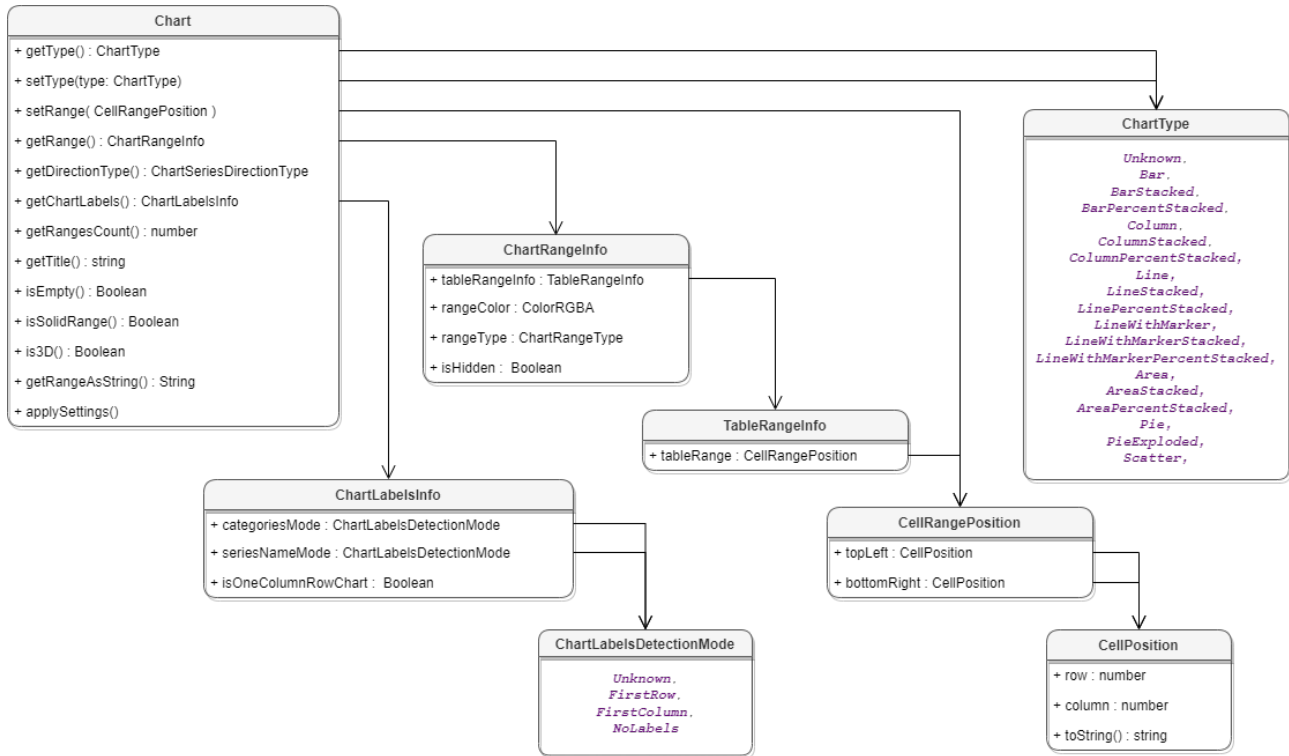 Chart
+ getType() : ChartType
+ setType(type: ChartType)
+ setRange( CellRangePosition )
+ getRange() : ChartRangeInfo
+ getDirectionType() : ChartSeriesDirectionType
+ getChartLabels() : ChartLabelsInfo
+ getRangesCount() : number
+ getTitle() : string
+ isEmpty() : Boolean
+ isSolidRange() : Boolean
+ is3D() : Boolean
+ getRangeAsString() : String
+ applySettings()
ChartType
Unknown,
Bar,
BarStacked,
BarPercentStacked,
Column,
ColumnStacked,
ColumnPercentStacked,
Line,
LineStacked,
LinePercentStacked,
LineWithMarker,
LineWithMarkerStacked,
LineWithMarkerPercentStacked,
Area,
AreaStacked,
AreaPercentStacked,
Pie,
PieExploded,
Scatter,
ChartRangeInfo
+ tableRangeInfo : TableRangeInfo
+ rangeColor : ColorRGBA
+ rangeType : ChartRangeType
+ isHidden : Boolean
TableRangeInfo
+ tableRange : CellRangePosition
ChartLabelsInfo
+ categoriesMode : ChartLabelsDetectionMode
+ seriesNameMode : ChartLabelsDetectionMode
+ isOneColumnRowChart : Boolean
CellRangePosition
+ topLeft : CellPosition
+ bottomRight : CellPosition
ChartLabelsDetectionMode
Unknown,
FirstRow,
FirstColumn,
NoLabels
CellPosition
+ row : number
+ column : number
+ toString() : string